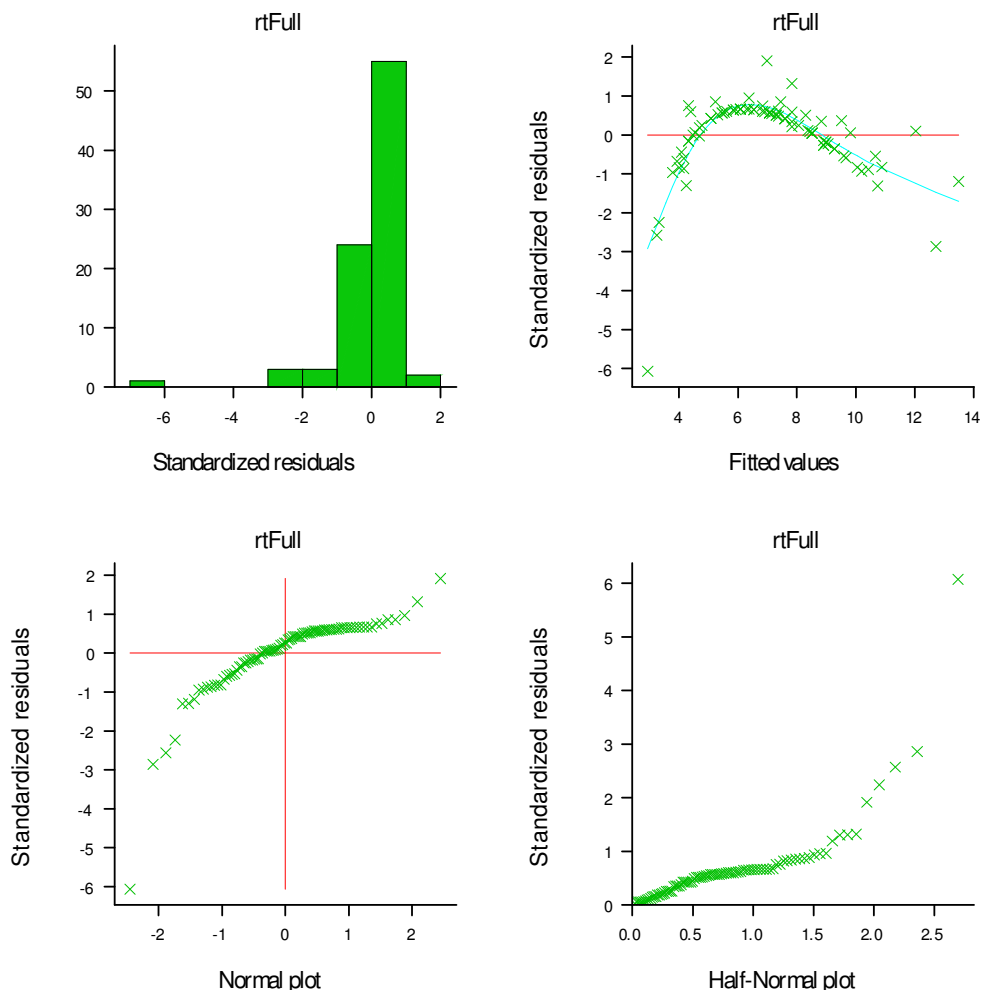 rtFull
50
40
30
20
10
0
-6 -4 -2 0 2
Standardized residuals
rtFull
Standardized residuals
2
1
0
-1
-2
-3
-4
-5
-6
4 6 8 10 12 14
Fitted values
rtFull
Standardized residuals
2
1
0
-1
-2
-3
-4
-5
-6
-2 -1 0 1 2
Normal plot
rtFull
Standardized residuals
6
5
4
3
2
1
0
0.0 0.5 1.0 1.5 2.0 2.5
Half-Normal plot